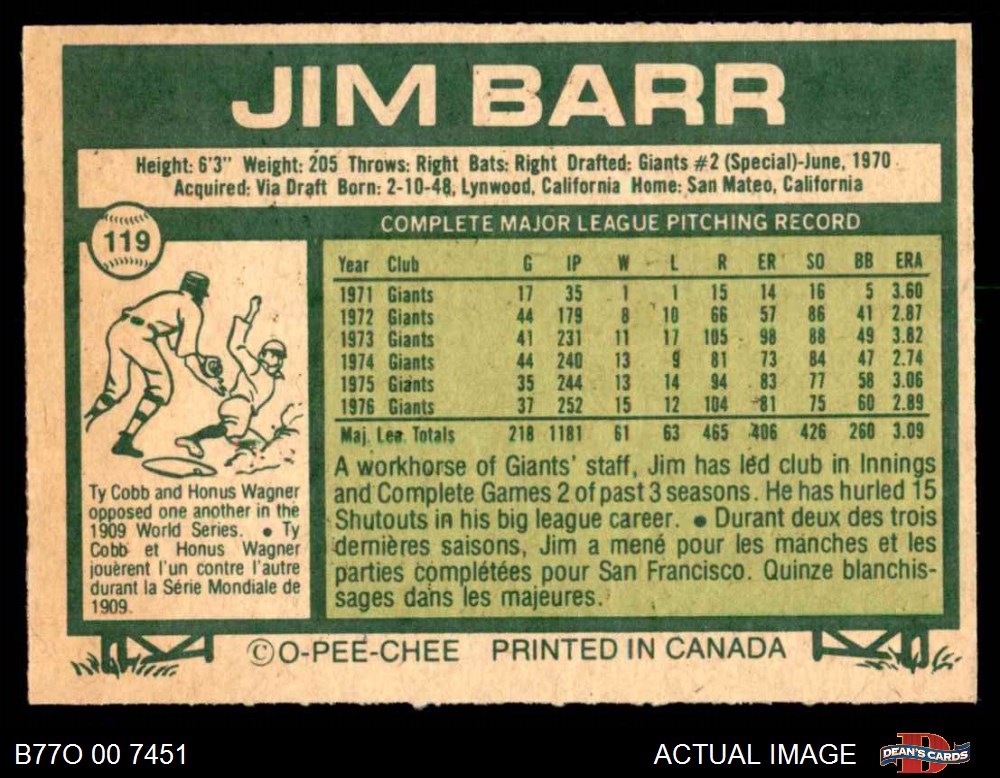 JIM BARR
Height: 6'3" Weight: 205 Throws: Right Bats: Right Drafted: Giants #2 (Special)-June, 1970
Acquired: Via Draft Born: 2-10-48, Lynwood, California Home: San Mateo, California
119
COMPLETE MAJOR LEAGUE PITCHING RECORD
Year Club G IP W L R ER SO BB ERA
1971 Giants 17 35 1 1 15 14 16 5 3.60
1972 Giants 44 179 8 10 66 57 86 41 2.87
1973 Giants 41 231 11 17 105 98 88 49 3.82
1974 Giants 44 240 13 9 81 73 84 47 2.74
1975 Giants 35 244 13 14 94 83 77 58 3.06
1976 Giants 37 252 15 12 104 81 75 60 2.89
Maj. Lea. Totals 218 1181 61 63 465 406 426 260 3.09
A workhorse of Giants' staff, Jim has led club in Innings
and Complete Games 2 of past 3 seasons. He has hurled 15
Shutouts in his big league career. ● Durant deux des trois
dernières saisons, Jim a mené pour les manches et les
parties complétées pour San Francisco. Quinze blanchis-
sages dans les majeures.
Ty Cobb and Honus Wagner
opposed one another in the
1909 World Series. ● Ty
Cobb et Honus Wagner
jouèrent l'un contre l'autre
durant la Série Mondiale de
1909.
©O-PEE-CHEE PRINTED IN CANADA
B77O 00 7451
ACTUAL IMAGE
DEAN'S CARDS